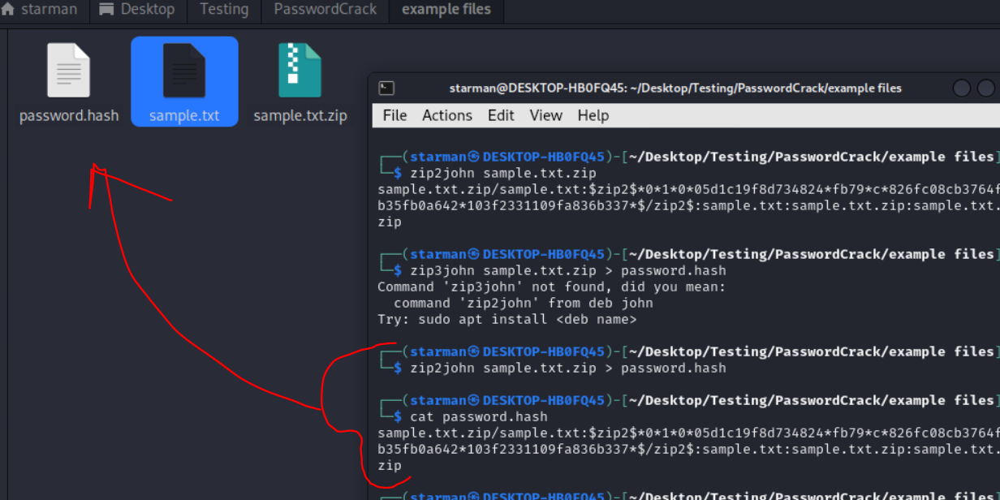 starman
Desktop
Testing
PasswordCrack
example files
password.hash
sample.txt
sample.txt.zip
starman@DESKTOP-HB0FQ45: ~/Desktop/Testing/PasswordCrack/example files
File Actions Edit View Help
┌──(starman㉿DESKTOP-HB0FQ45)-[~/Desktop/Testing/PasswordCrack/example files]
└─$ zip2john sample.txt.zip
sample.txt.zip/sample.txt:$zip2$*0*1*0*05d1c19f8d734824*fb79*c*826fc08cb3764f
b35fb0a642*103f2331109fa836b337*$/zip2$:sample.txt:sample.txt.zip:sample.txt.
zip
┌──(starman㉿DESKTOP-HB0FQ45)-[~/Desktop/Testing/PasswordCrack/example files]
└─$ zip3john sample.txt.zip > password.hash
Command 'zip3john' not found, did you mean:
  command 'zip2john' from deb john
Try: sudo apt install <deb name>
┌──(starman㉿DESKTOP-HB0FQ45)-[~/Desktop/Testing/PasswordCrack/example files]
└─$ zip2john sample.txt.zip > password.hash
┌──(starman㉿DESKTOP-HB0FQ45)-[~/Desktop/Testing/PasswordCrack/example files]
└─$ cat password.hash
sample.txt.zip/sample.txt:$zip2$*0*1*0*05d1c19f8d734824*fb79*c*826fc08cb3764f
b35fb0a642*103f2331109fa836b337*$/zip2$:sample.txt:sample.txt.zip:sample.txt.
zip
┌──(starman㉿DESKTOP-HB0FQ45)-[~/Desktop/Testing/PasswordCrack/example files]